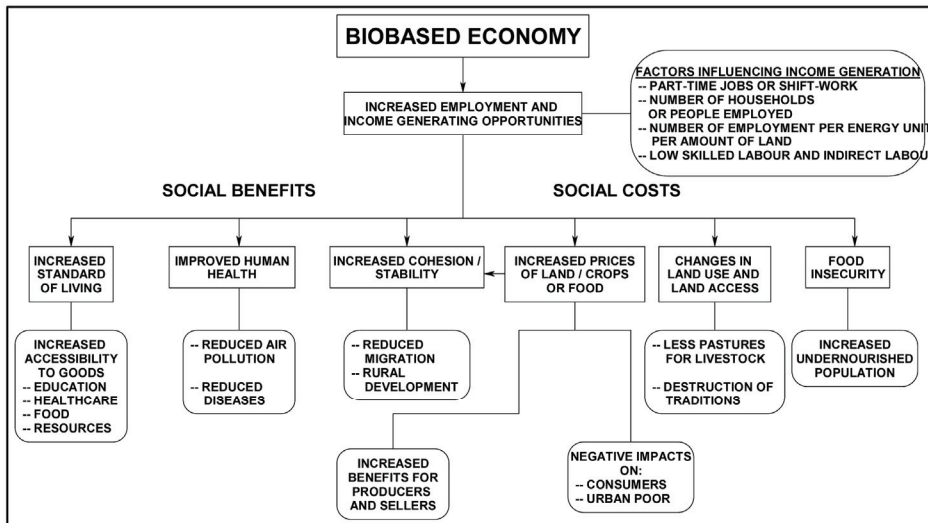 BIOBASED ECONOMY
INCREASED EMPLOYMENT AND
INCOME GENERATING OPPORTUNITIES
FACTORS INFLUENCING INCOME GENERATION
-- PART-TIME JOBS OR SHIFT-WORK
-- NUMBER OF HOUSEHOLDS
OR PEOPLE EMPLOYED
-- NUMBER OF EMPLOYMENT PER ENERGY UNIT
PER AMOUNT OF LAND
-- LOW SKILLED LABOUR AND INDIRECT LABOU
SOCIAL BENEFITS
SOCIAL COSTS
INCREASED
STANDARD
OF LIVING
IMPROVED HUMAN
HEALTH
INCREASED COHESION /
STABILITY
INCREASED PRICES
OF LAND / CROPS
OR FOOD
CHANGES IN
LAND USE AND
LAND ACCESS
FOOD
INSECURITY
INCREASED
ACCESSIBILITY
TO GOODS
-- EDUCATION
-- HEALTHCARE
-- FOOD
-- RESOURCES
-- REDUCED AIR
POLLUTION
-- REDUCED
DISEASES
-- REDUCED
MIGRATION
-- RURAL
DEVELOPMENT
-- LESS PASTURES
FOR LIVESTOCK
-- DESTRUCTION OF
TRADITIONS
INCREASED
UNDERNOURISHED
POPULATION
INCREASED
BENEFITS FOR
PRODUCERS
AND SELLERS
NEGATIVE IMPACTS
ON:
-- CONSUMERS
-- URBAN POOR